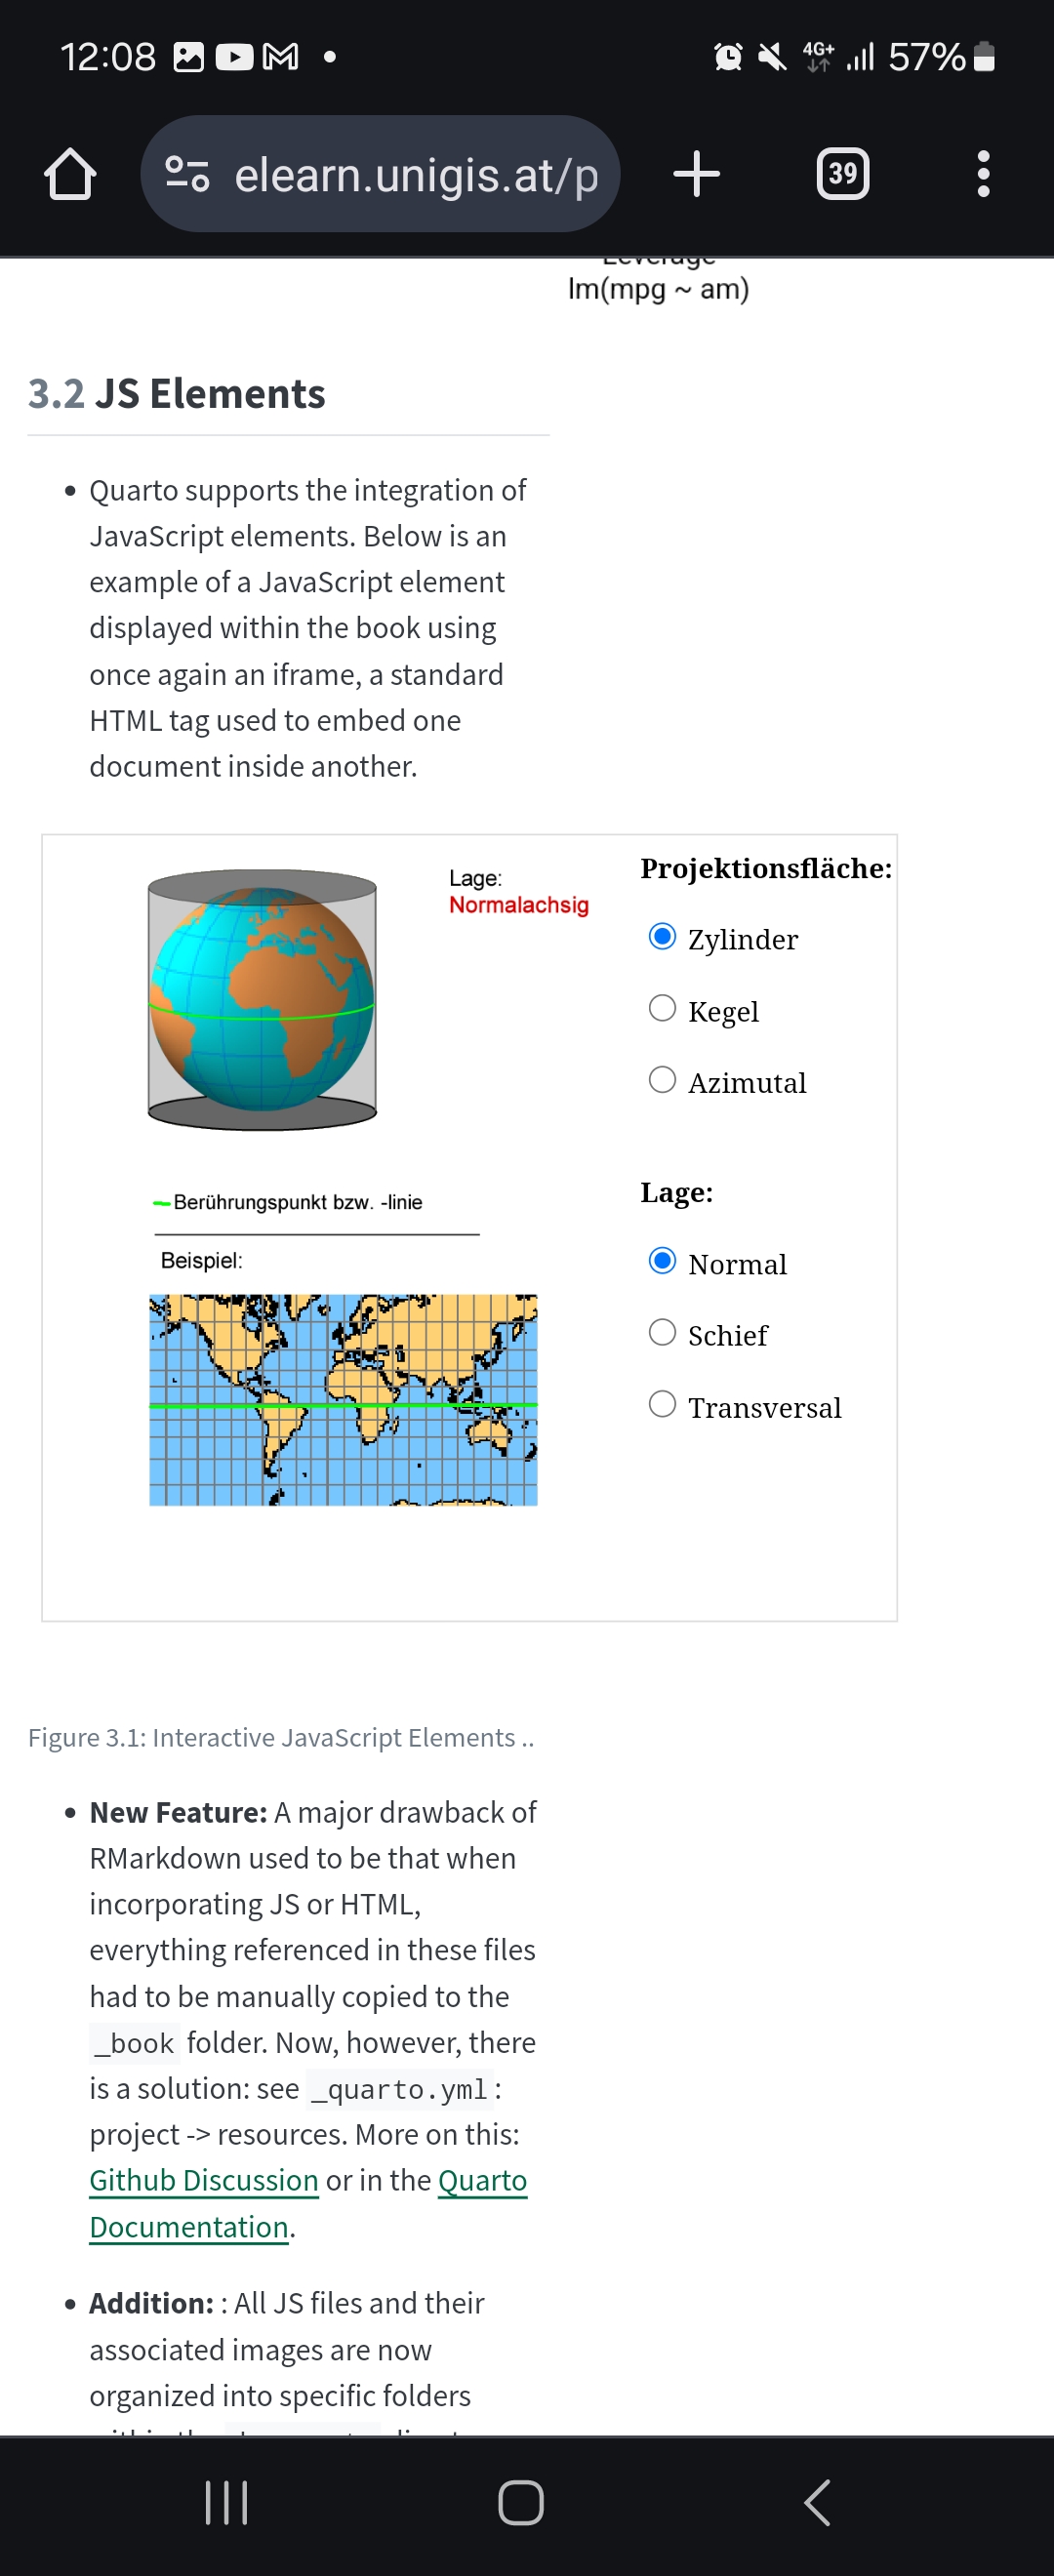 12:08
4G+
57%
elearn.unigis.at/p
39
Leverage
lm(mpg ~ am)
3.2 JS Elements
• Quarto supports the integration of
JavaScript elements. Below is an
example of a JavaScript element
displayed within the book using
once again an iframe, a standard
HTML tag used to embed one
document inside another.
Lage:
Normalachsig
Projektionsfläche:
Zylinder
Kegel
Azimutal
Berührungspunkt bzw. -linie
Beispiel:
Lage:
Normal
Schief
Transversal
Figure 3.1: Interactive JavaScript Elements ..
• New Feature: A major drawback of
RMarkdown used to be that when
incorporating JS or HTML,
everything referenced in these files
had to be manually copied to the
_book folder. Now, however, there
is a solution: see _quarto.yml:
project -> resources. More on this:
Github Discussion or in the Quarto
Documentation.
• Addition: : All JS files and their
associated images are now
organized into specific folders